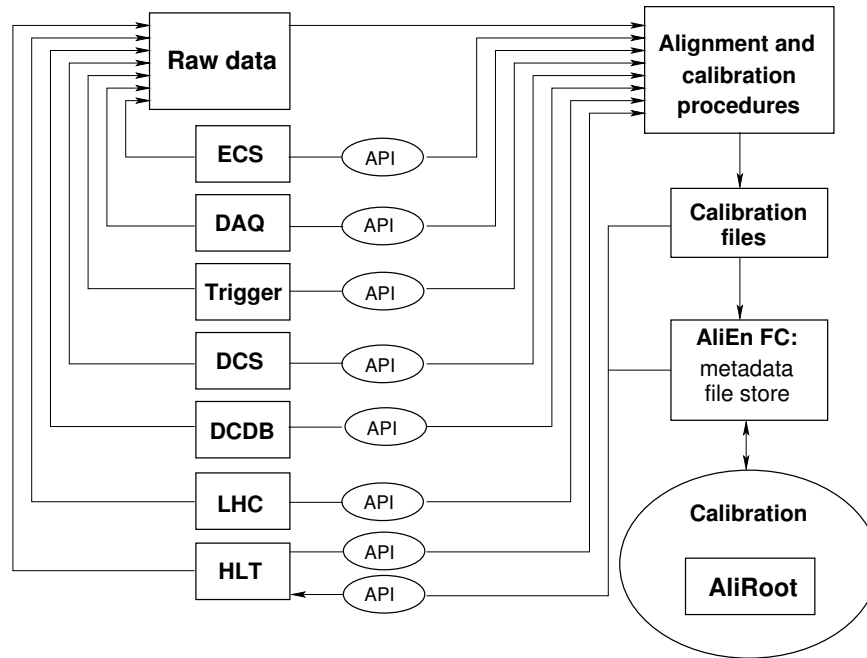 Raw data
Alignment and
calibration
procedures
ECS
API
DAQ
API
Calibration
files
Trigger
API
DCS
API
AliEn FC:
metadata
file store
DCDB
API
LHC
API
Calibration
HLT
API
API
AliRoot